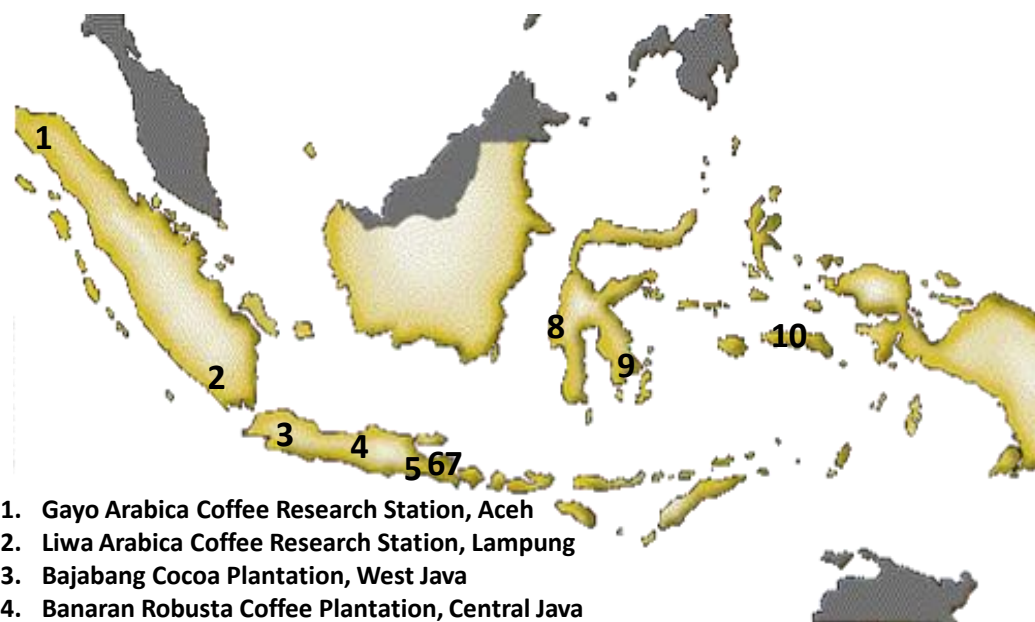 1
2
3
4
5
67
8
9
10
1. Gayo Arabica Coffee Research Station, Aceh
2. Liwa Arabica Coffee Research Station, Lampung
3. Bajabang Cocoa Plantation, West Java
4. Banaran Robusta Coffee Plantation, Central Java